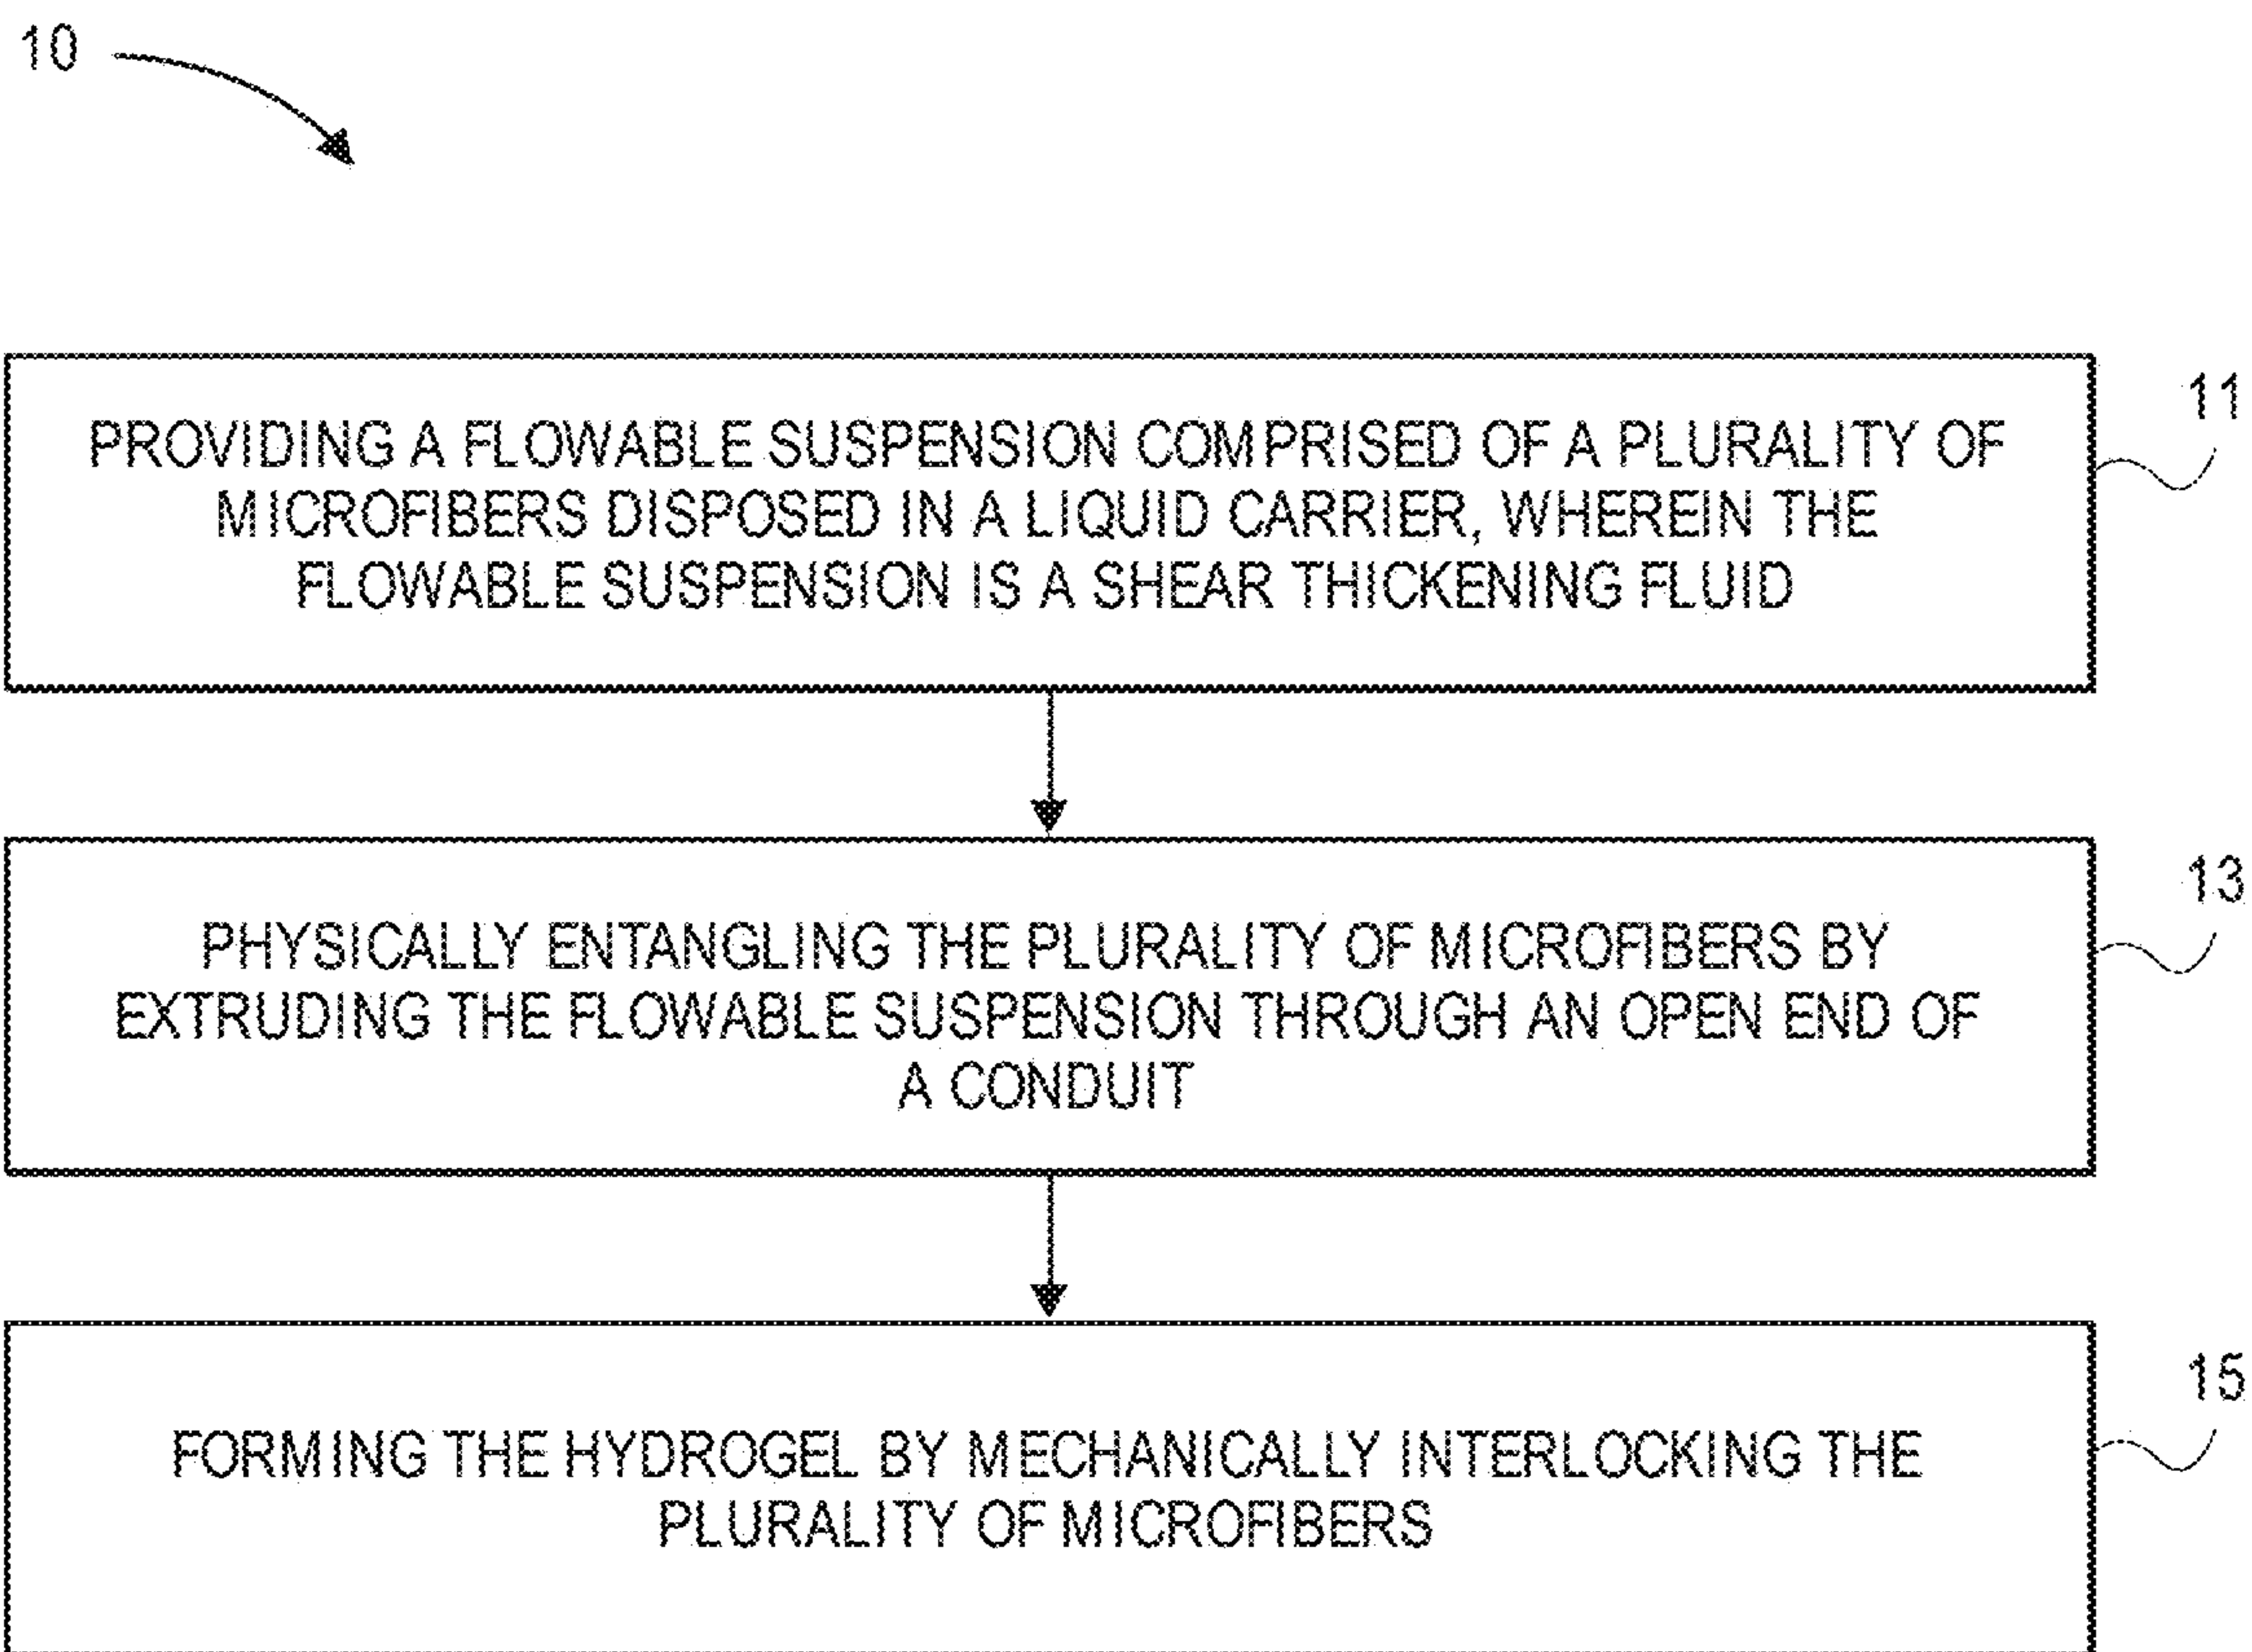 10
11
PROVIDING A FLOWABLE SUSPENSION COMPRISED OF A PLURALITY OF
MICROFIBERS DISPOSED IN A LIQUID CARRIER, WHEREIN THE
FLOWABLE SUSPENSION IS A SHEAR THICKENING FLUID
13
PHYSICALLY ENTANGLING THE PLURALITY OF MICROFIBERS BY
EXTRUDING THE FLOWABLE SUSPENSION THROUGH AN OPEN END OF
A CONDUIT
15
FORMING THE HYDROGEL BY MECHANICALLY INTERLOCKING THE
PLURALITY OF MICROFIBERS